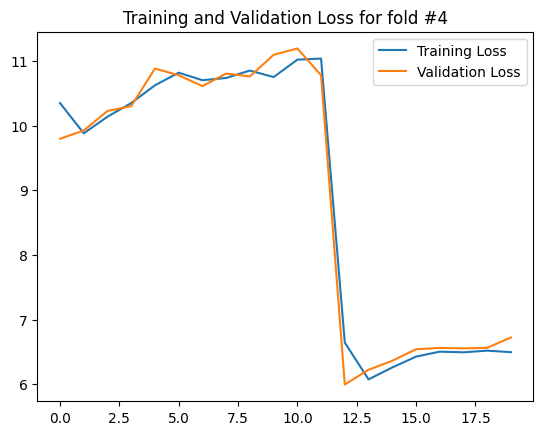 Training and Validation Loss for fold #4
Training Loss
Validation Loss
11
10
9
8
7
6
0.0 2.5 5.0 7.5 10.0 12.5 15.0 17.5